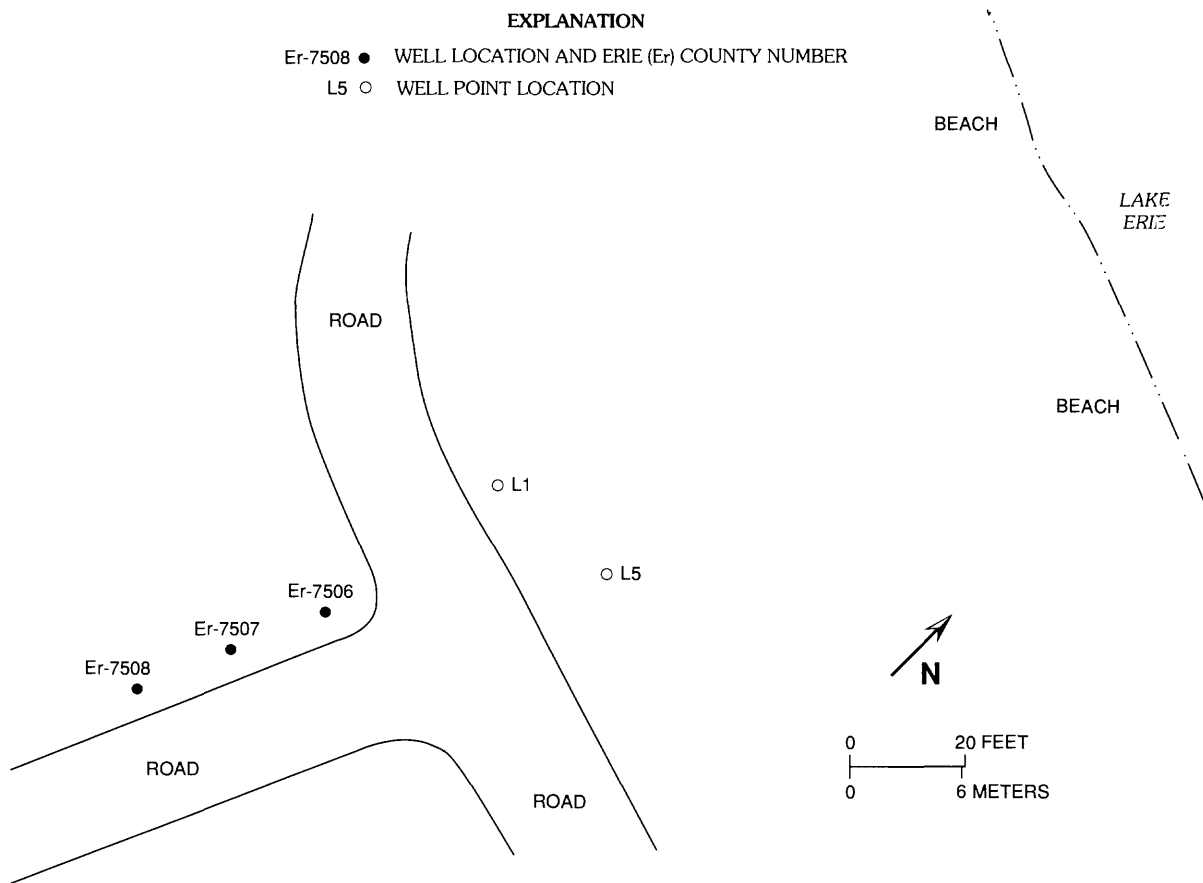 EXPLANATION
Er-7508 ● WELL LOCATION AND ERIE (Er) COUNTY NUMBER
L5 ○ WELL POINT LOCATION
BEACH
LAKE
ERIE
ROAD
BEACH
L1
L5
Er-7506
Er-7507
Er-7508
N
0 20 FEET
0 6 METERS
ROAD
ROAD